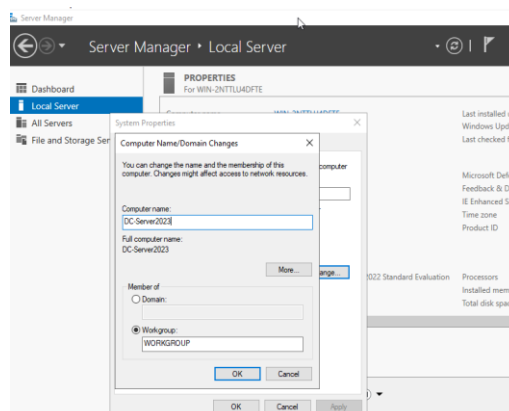 Server Manager
Server Manager • Local Server
Dashboard
Local Server
All Servers
File and Storage Ser
PROPERTIES
For WIN-2NTTLU4DFTE
Last installed
Windows Upd
Last checked
Microsoft Def
Feedback & D
IE Enhanced S
Time zone
Product ID
2022 Standard Evaluation
Processors
Installed mem
Total disk spa
System Properties
Computer Name/Domain Changes
You can change the name and the membership of this
computer. Changes might affect access to network resources.
computer
Computer name:
DC-Server2023
Full computer name:
DC-Server2023
More...
ange...
Member of
Domain:
Workgroup:
WORKGROUP
OK Cancel
OK Cancel Apply